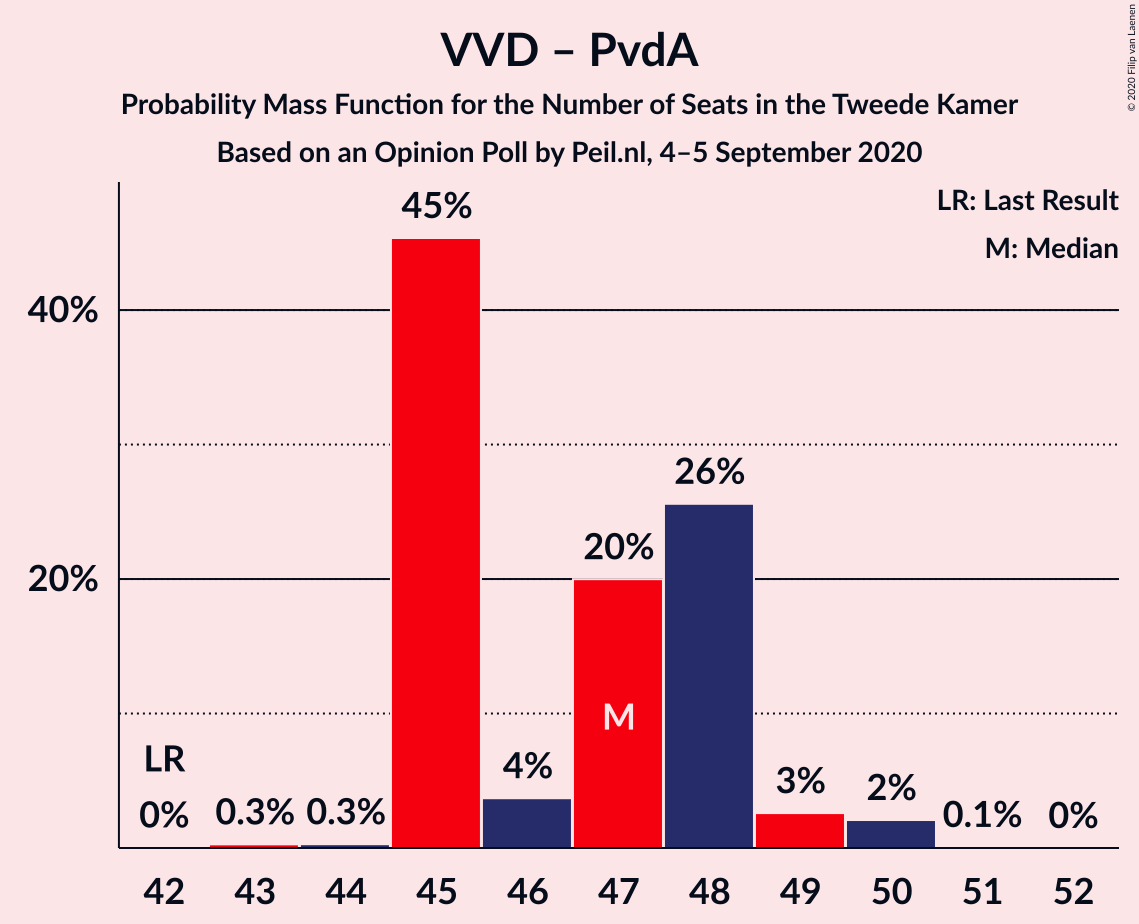 VVD – PvdA
Probability Mass Function for the Number of Seats in the Tweede Kamer
Based on an Opinion Poll by Peil.nl, 4–5 September 2020
© 2020 Filip van Laenen
LR: Last Result
M: Median
45%
40%
26%
20%
20%
M
LR
0%
0.3%
0.3%
4%
3%
2%
0.1%
0%
42 43 44 45 46 47 48 49 50 51 52